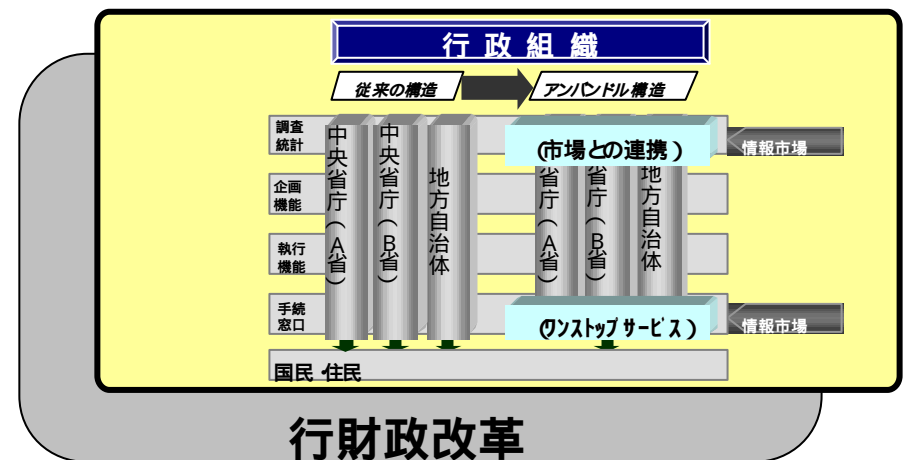 行政組織
従来の構造
アンバンドル構造
調査
統計
企画
機能
執行
機能
手続
窓口
中央省庁（A省）
中央省庁（B省）
地方自治体
（市場との連携）
省庁（A省）
省庁（B省）
地方自治体
（ワンストップサービス）
情報市場
情報市場
国民・住民
行財政改革